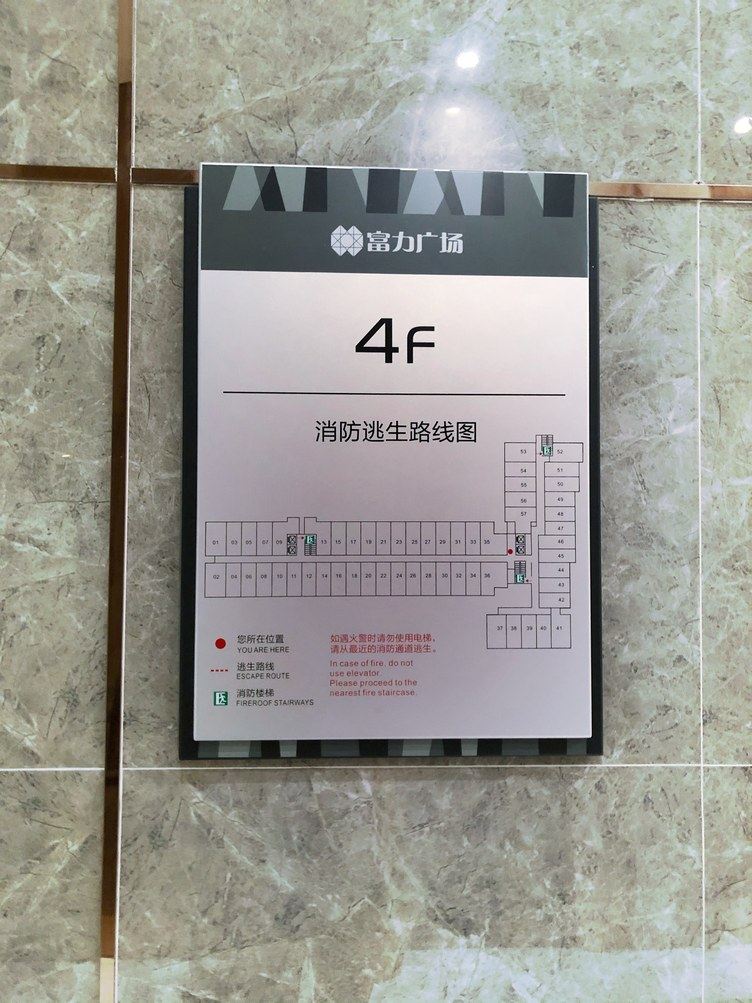 富力广场
4F
消防逃生路线图
53 52
54 51
55 50
56 49
57 48
47
01 03 05 07 09 13 15 17 19 21 23 25 27 29 31 33 35 46
45
02 04 06 08 10 11 12 14 16 18 20 22 24 26 28 30 32 34 36 44
43
42
37 38 39 40 41
您所在位置
YOU ARE HERE
逃生路线
ESCAPE ROUTE
消防楼梯
FIREROOF STAIRWAYS
如遇火警时请勿使用电梯，
请从最近的消防通道逃生。
In case of fire, do not
use elevator.
Please proceed to the
nearest fire staircase.